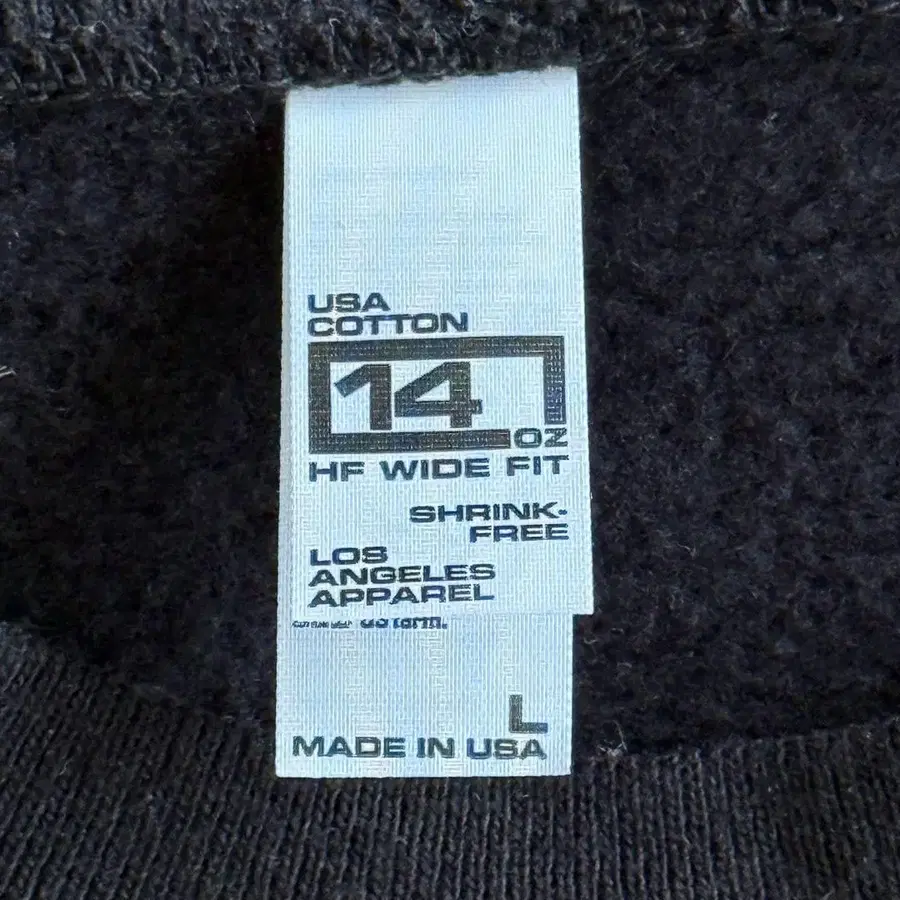 USA
COTTON
14
OZ
HF WIDE FIT
SHRINK-
FREE
LOS
ANGELES
APPAREL
L
MADE IN USA